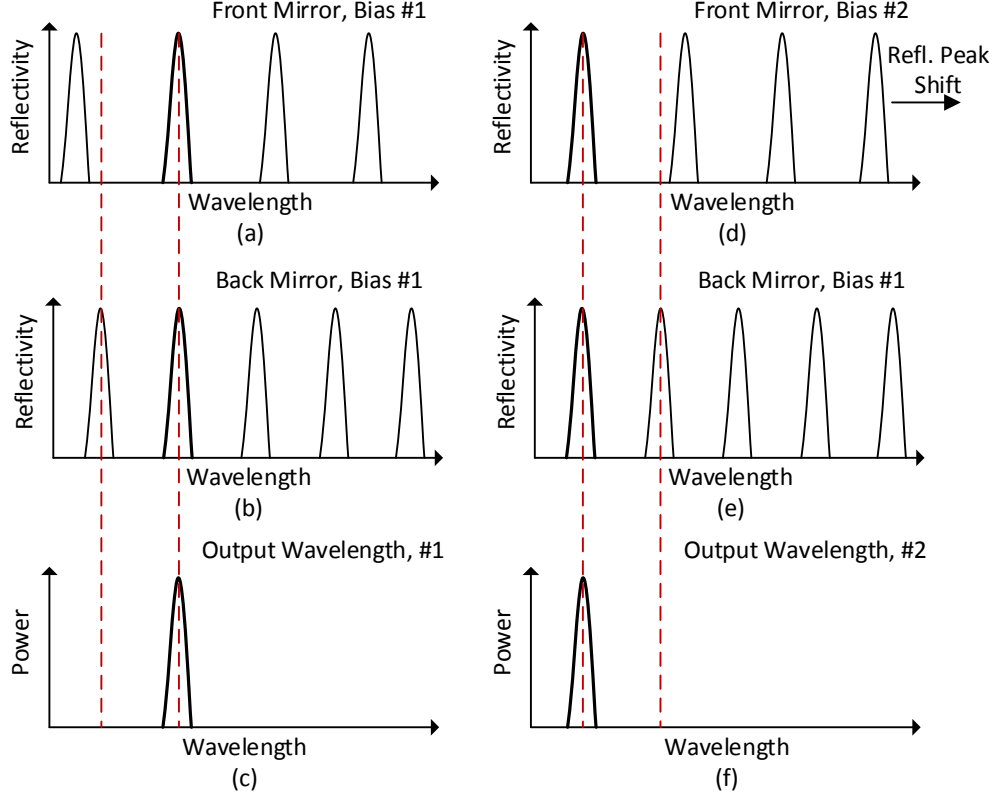 Front Mirror, Bias #1
Reflectivity
Wavelength
(a)
Back Mirror, Bias #1
Reflectivity
Wavelength
(b)
Output Wavelength, #1
Power
Wavelength
(c)
Front Mirror, Bias #2
Refl. Peak
Shift
Reflectivity
Wavelength
(d)
Back Mirror, Bias #1
Reflectivity
Wavelength
(e)
Output Wavelength, #2
Power
Wavelength
(f)